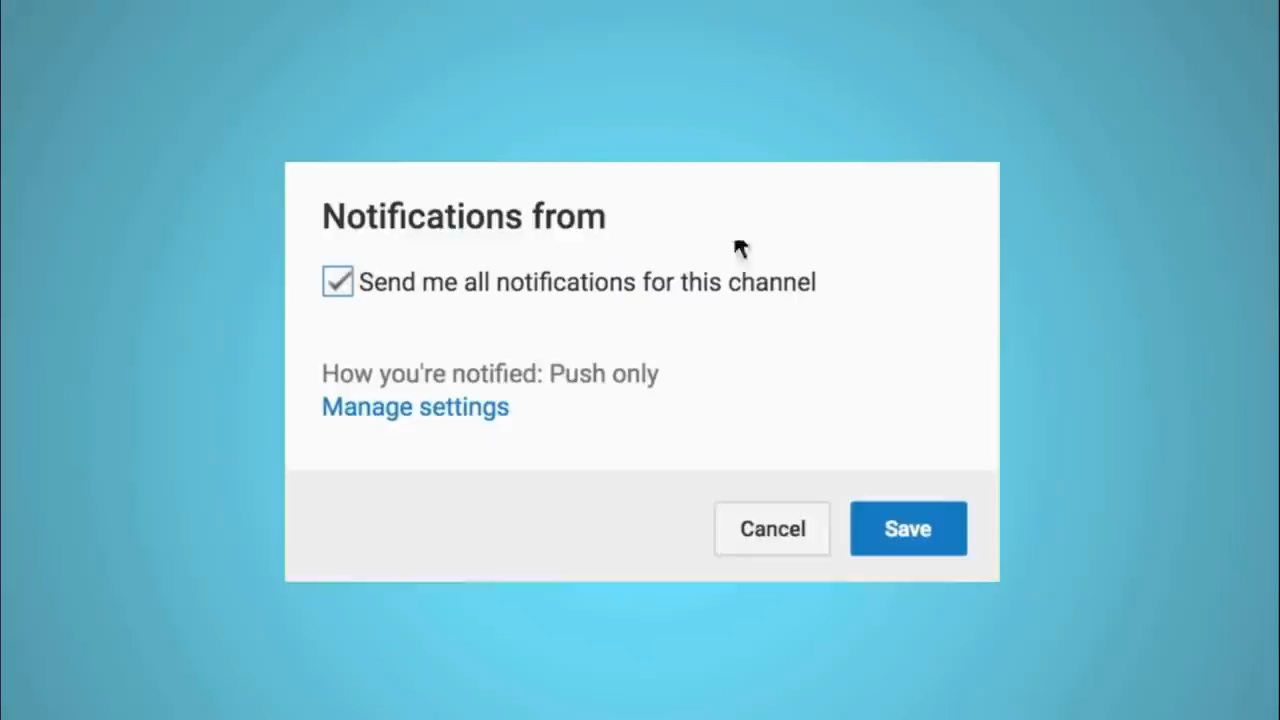 Notifications from
Send me all notifications for this channel
How you're notified: Push only
Manage settings
Cancel
Save